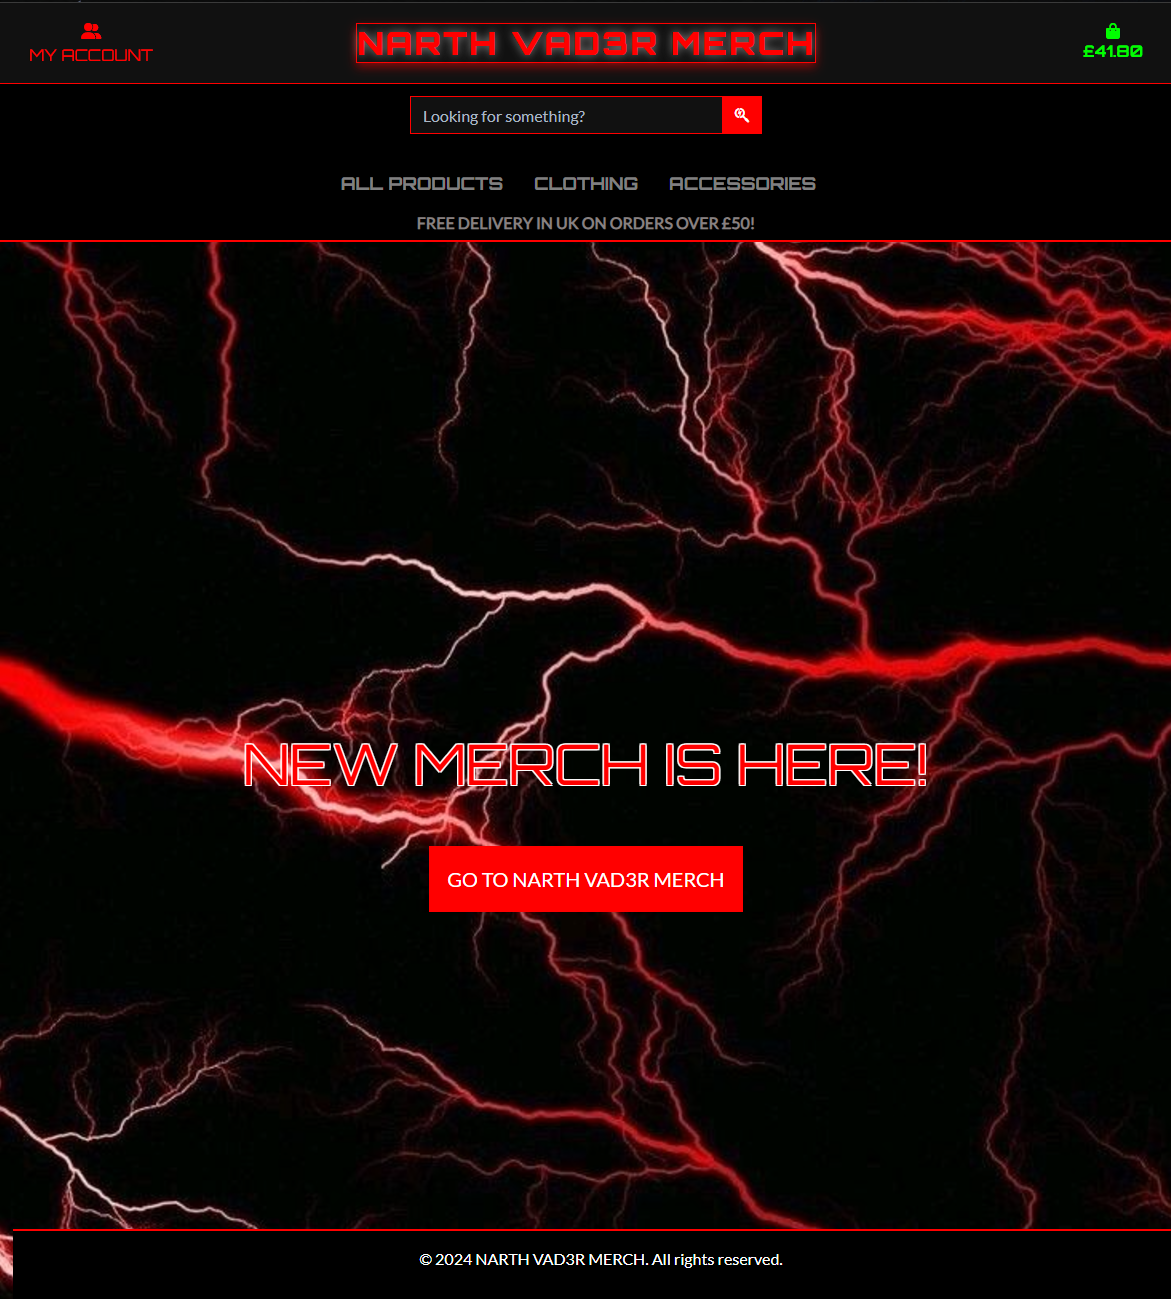 MY ACCOUNT
NARTH VAD3R MERCH
£41.80
Looking for something?
ALL PRODUCTS CLOTHING ACCESSORIES
FREE DELIVERY IN UK ON ORDERS OVER £50!
NEW MERCH IS HERE!
GO TO NARTH VAD3R MERCH
© 2024 NARTH VAD3R MERCH. All rights reserved.